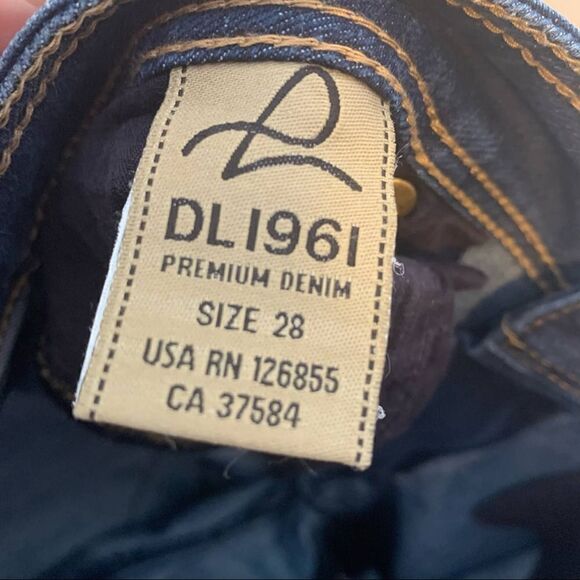 DL1961
PREMIUM DENIM
SIZE 28
USA RN 126855
CA 37584